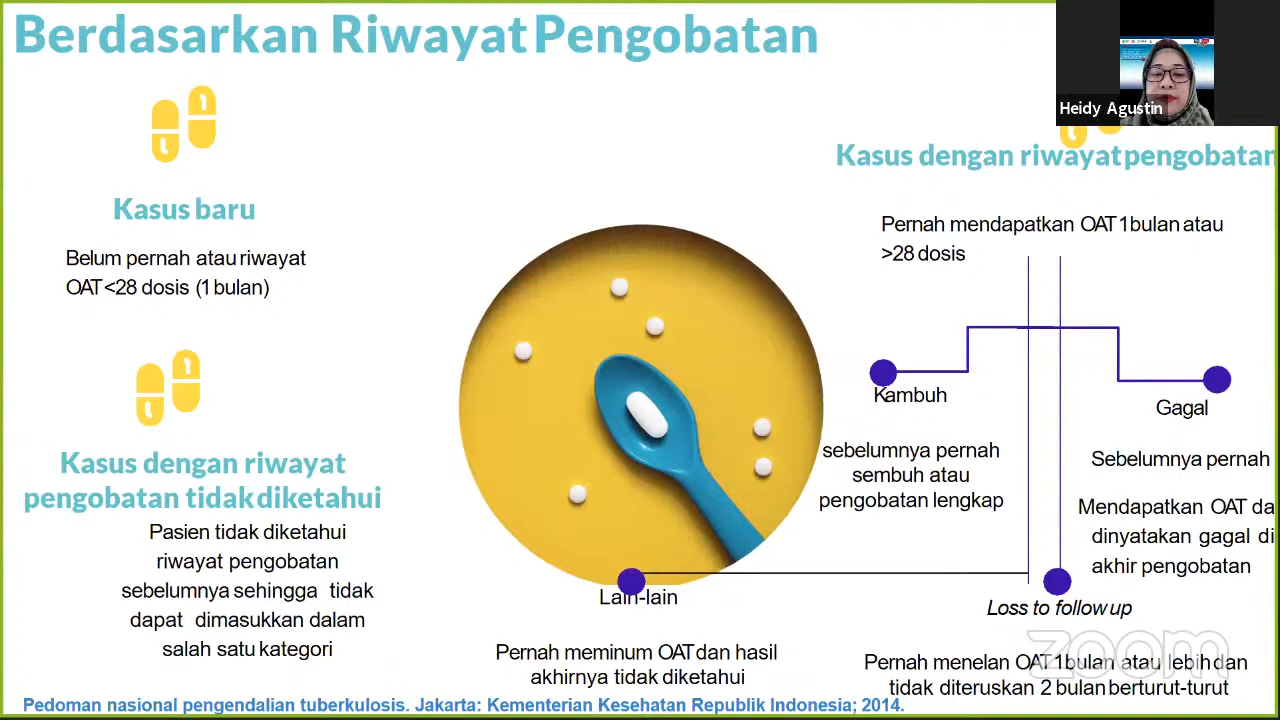 Berdasarkan Riwayat Pengobatan
Heidy Agustin
Kasus baru
Belum pernah atau riwayat
OAT <28 dosis (1 bulan)
Kasus dengan riwayat
pengobatan tidak diketahui
Pasien tidak diketahui
riwayat pengobatan
sebelumnya sehingga tidak
dapat dimasukkan dalam
salah satu kategori
Kasus dengan riwayat pengobatan
Pernah mendapatkan OAT 1 bulan atau
>28 dosis
Kambuh
sebelumnya pernah
sembuh atau
pengobatan lengkap
Gagal
Sebelumnya pernah
Mendapatkan OAT da
dinyatakan gagal di
akhir pengobatan
Lain-lain
Pernah meminum OAT dan hasil
akhirnya tidak diketahui
Loss to follow up
Pernah menelan OAT 1 bulan atau lebih dan
tidak diteruskan 2 bulan berturut-turut
zoom
Pedoman nasional pengendalian tuberkulosis. Jakarta: Kementerian Kesehatan Republik Indonesia; 2014.